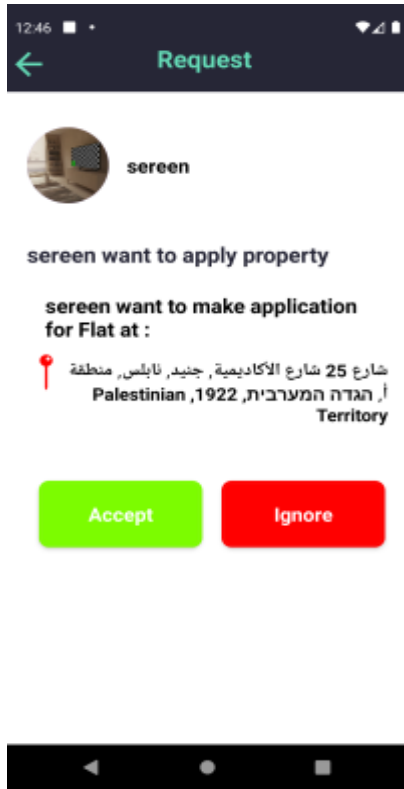 12:46
Request
sereen
sereen want to apply property
sereen want to make application
for Flat at :
شارع 25 شارع الأكاديمية, جنيد, نابلس, منطقة
أ, הגדה המערבית, 1922, Palestinian
Territory
Accept
Ignore